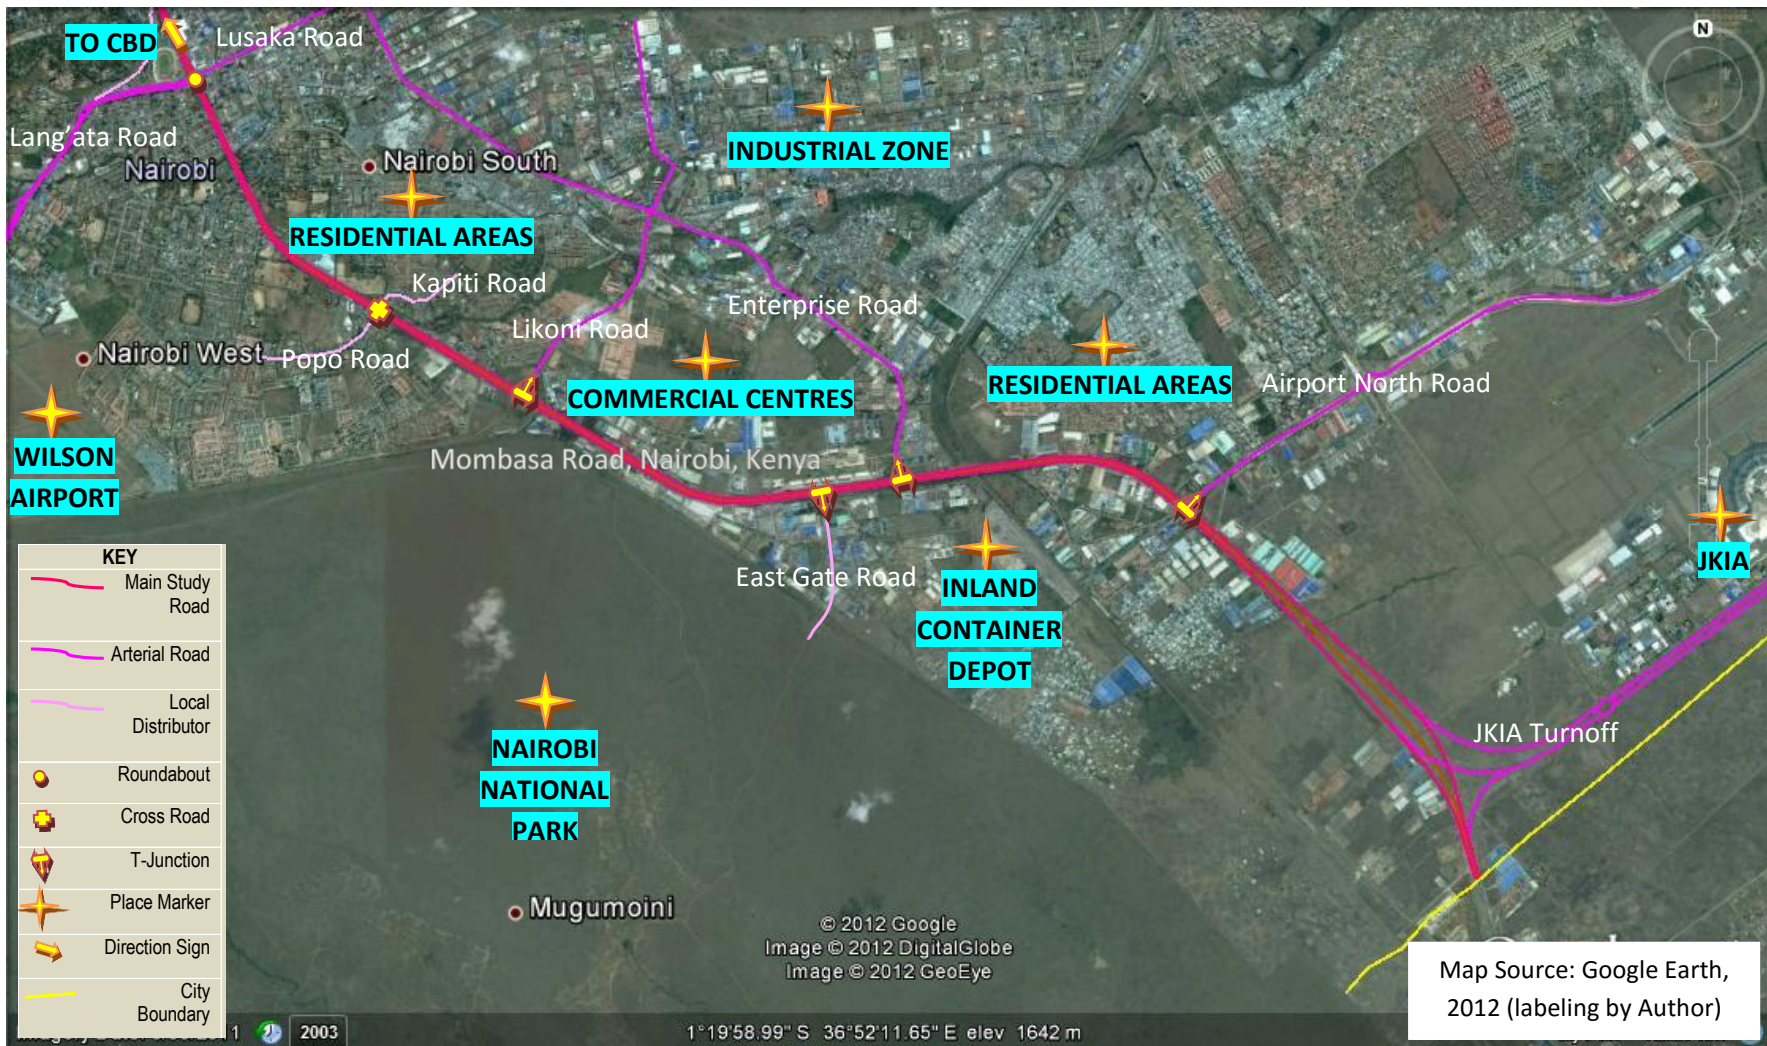 TO CBD
Lusaka Road
N
Lang'ata Road
Nairobi
Nairobi South
INDUSTRIAL ZONE
RESIDENTIAL AREAS
Kapiti Road
Likoni Road
Enterprise Road
Nairobi West
Popo Road
COMMERCIAL CENTRES
RESIDENTIAL AREAS
Airport North Road
WILSON
AIRPORT
Mombasa Road, Nairobi, Kenya
JKIA
East Gate Road
INLAND
CONTAINER
DEPOT
NAIROBI
NATIONAL
PARK
JKIA Turnoff
Mugumoini
KEY
Main Study
Road
Arterial Road
Local
Distributor
Roundabout
Cross Road
T-Junction
Place Marker
Direction Sign
City
Boundary
© 2012 Google
Image © 2012 DigitalGlobe
Image © 2012 GeoEye
Map Source: Google Earth,
2012 (labeling by Author)
2003
1°19'58.99" S 36°52'11.65" E elev 1642 m